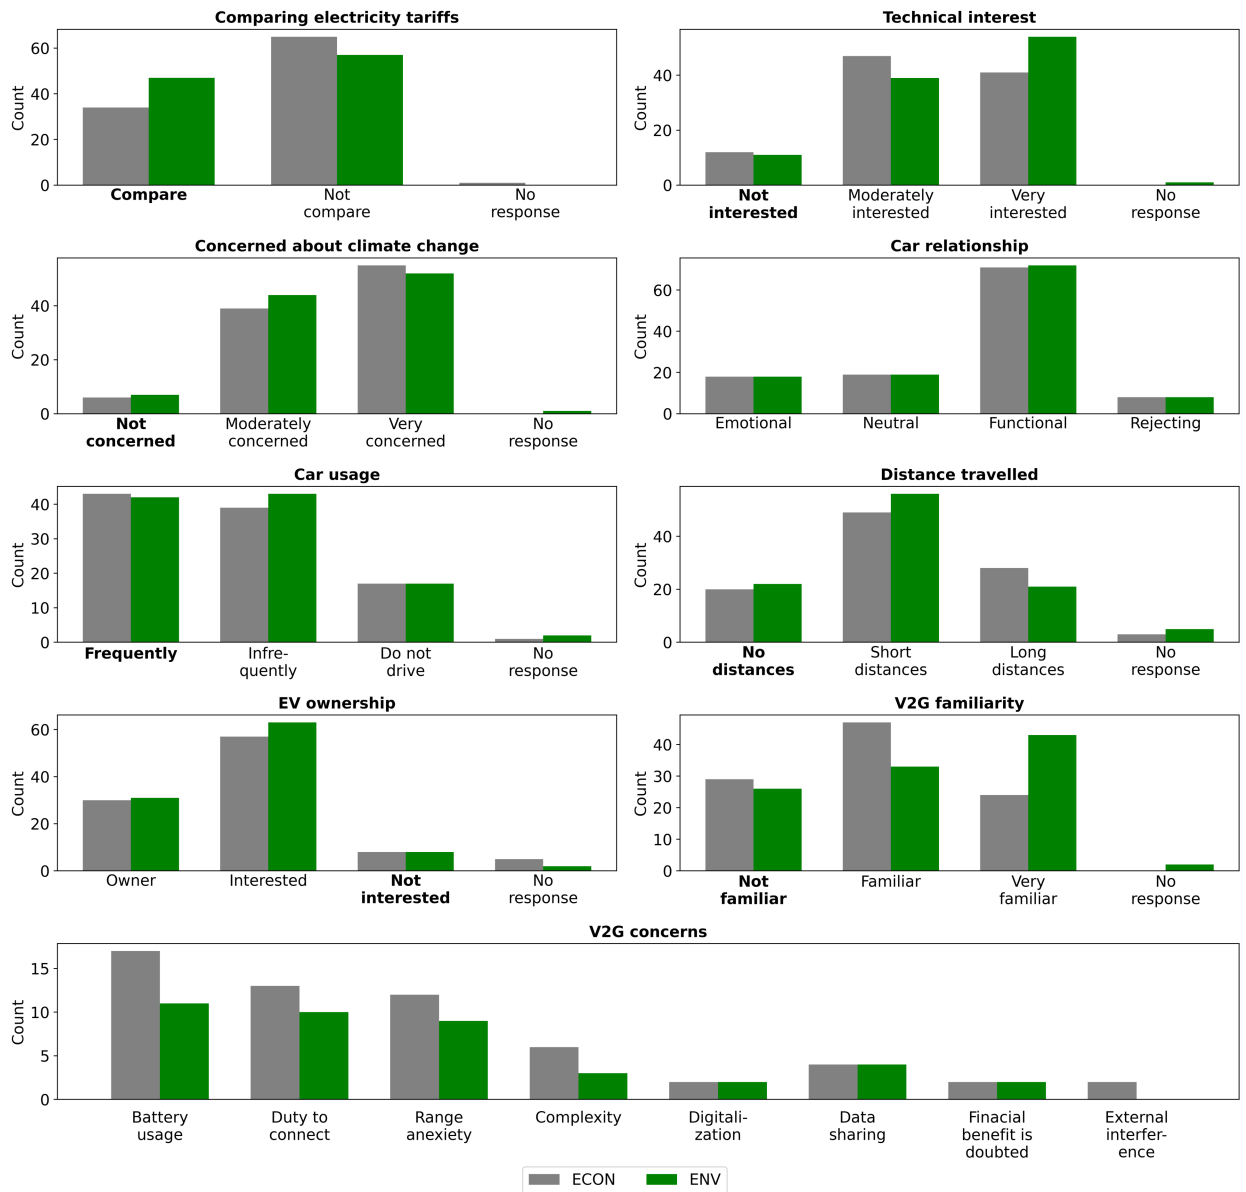 Comparing electricity tariffs
Count
60
40
20
0
Compare
Not
compare
No
response
Technical interest
Count
40
20
0
Not
interested
Moderately
interested
Very
interested
No
response
Concerned about climate change
Count
40
20
0
Not
concerned
Moderately
concerned
Very
concerned
No
response
Car relationship
Count
60
40
20
0
Emotional
Neutral
Functional
Rejecting
Car usage
Count
40
30
20
10
0
Frequently
Infre-
quently
Do not
drive
No
response
Distance travelled
Count
40
20
0
No
distances
Short
distances
Long
distances
No
response
EV ownership
Count
60
40
20
0
Owner
Interested
Not
interested
No
response
V2G familiarity
Count
40
30
20
10
0
Not
familiar
Familiar
Very
familiar
No
response
V2G concerns
Count
15
10
5
0
Battery
usage
Duty to
connect
Range
anexiety
Complexity
Digitali-
zation
Data
sharing
Finacial
benefit is
doubted
External
interfer-
ence
ECON
ENV